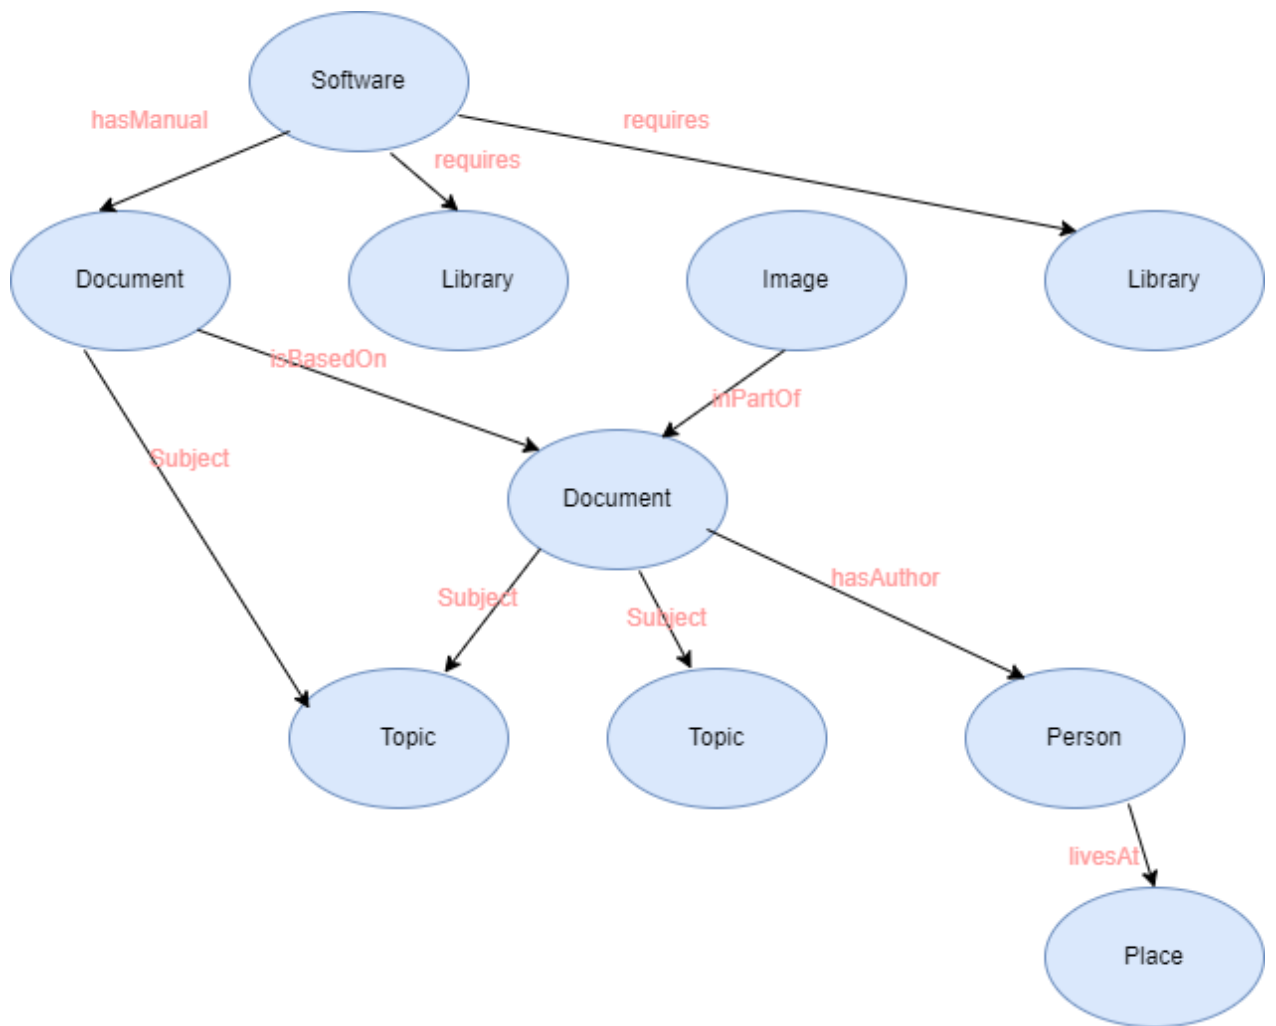 Software
hasManual
requires
requires
Document
Library
Image
Library
isBasedOn
inPartOf
Subject
Document
hasAuthor
Subject
Subject
Topic
Topic
Person
livesAt
Place